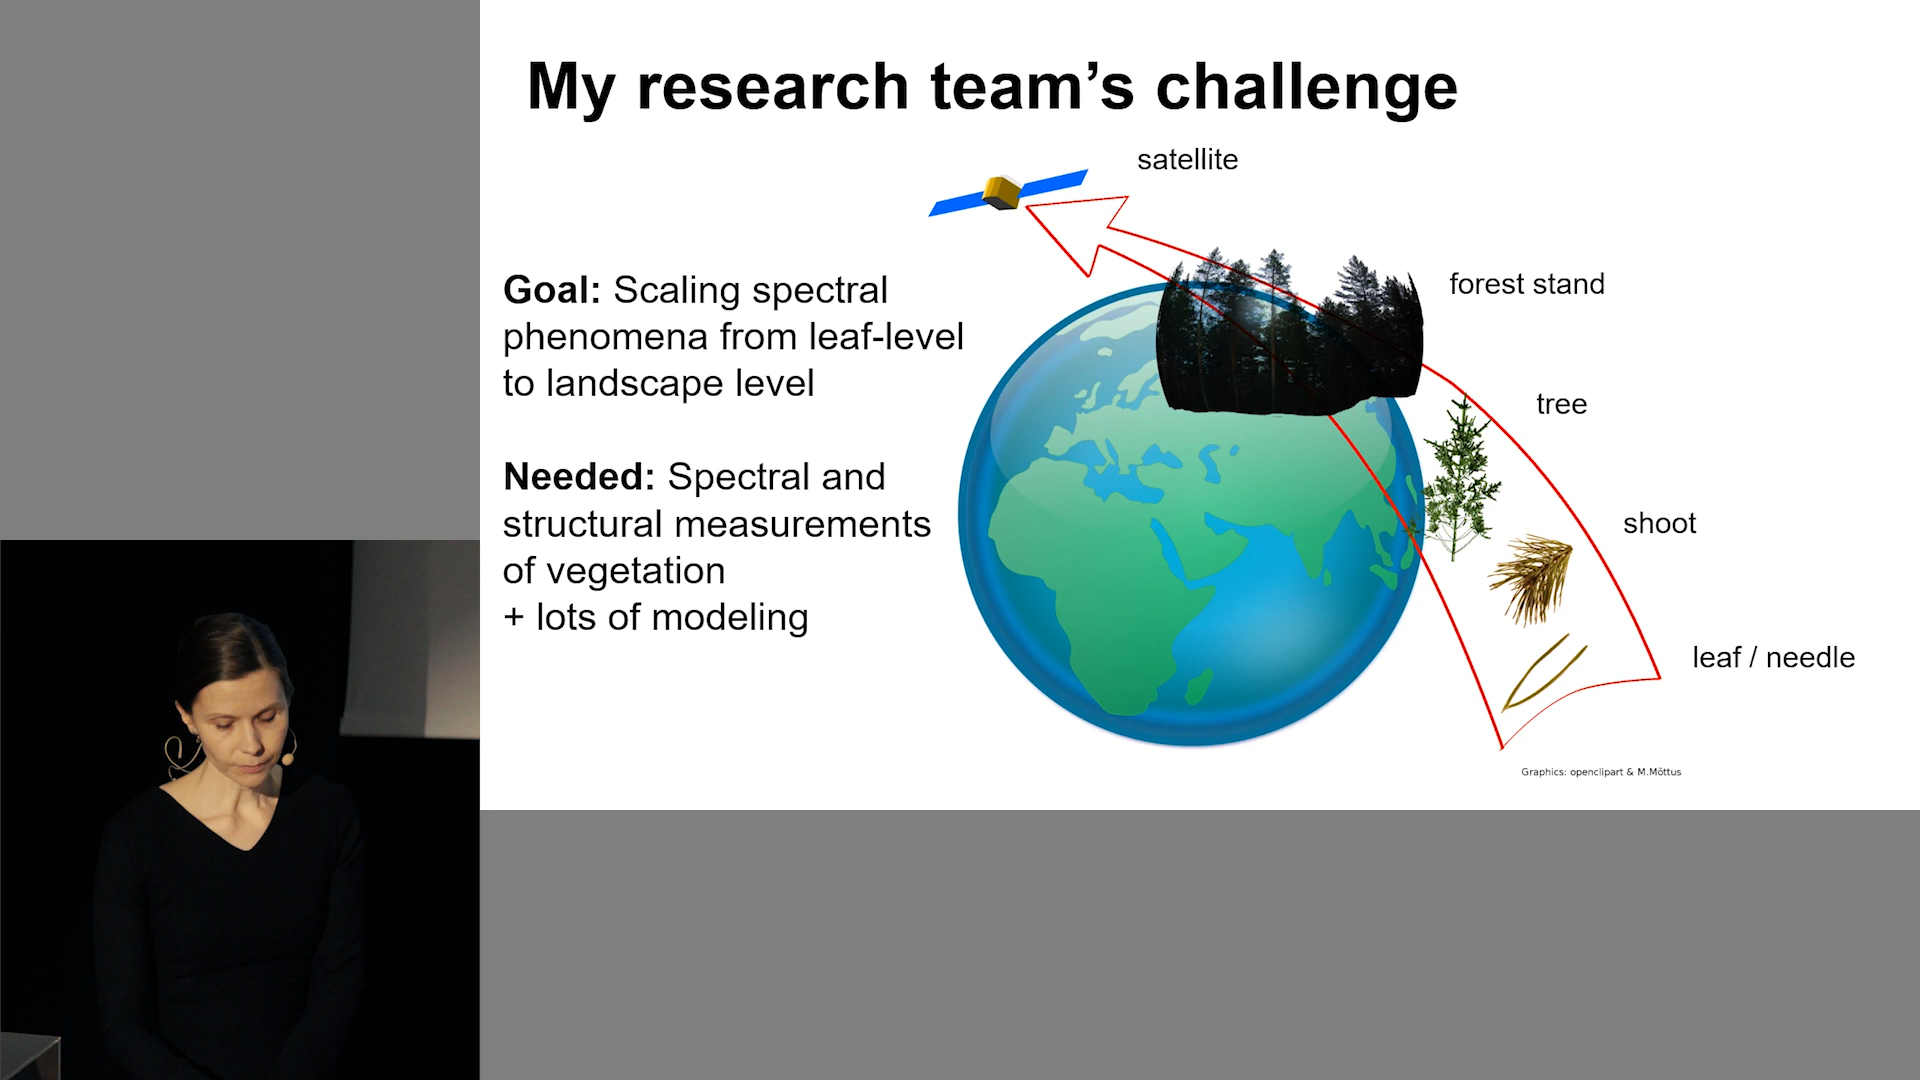 My research team’s challenge
satellite
Goal: Scaling spectral
phenomena from leaf-level
to landscape level
forest stand
tree
Needed: Spectral and
structural measurements
of vegetation
+ lots of modeling
shoot
leaf / needle
Graphics: openclipart & M.Mõttus